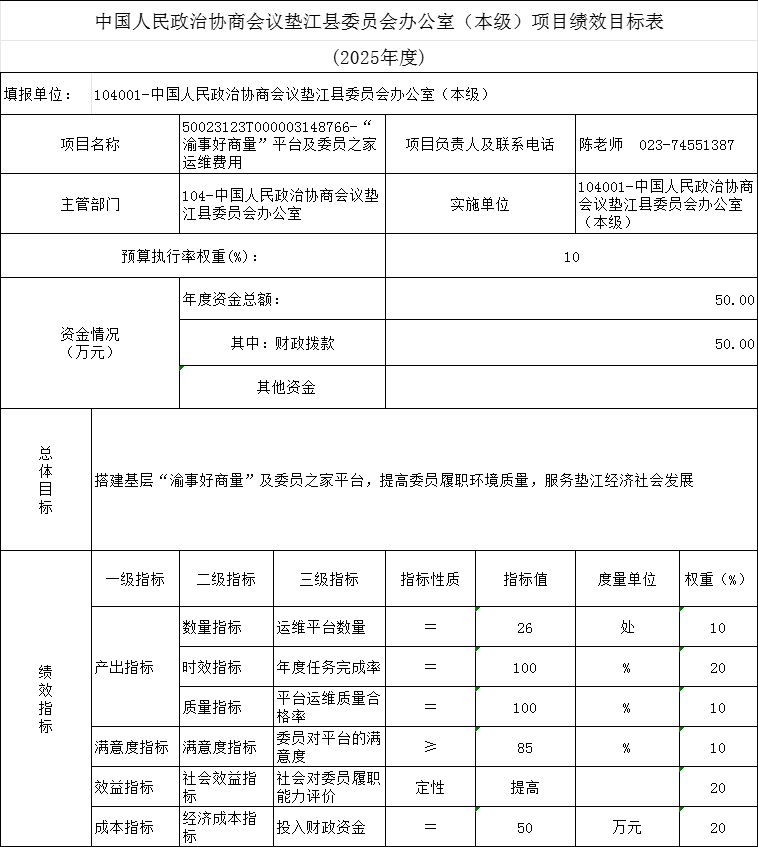 中国人民政治协商会议垫江县委员会办公室（本级）项目绩效目标表
(2025年度)
填报单位： 104001-中国人民政治协商会议垫江县委员会办公室（本级）
项目名称 50023123T000003148766-“渝事好商量”平台及委员之家运维费用 项目负责人及联系电话 陈老师 023-74551387
主管部门 104-中国人民政治协商会议垫江县委员会办公室 实施单位 104001-中国人民政治协商会议垫江县委员会办公室（本级）
预算执行率权重(%)： 10
资金情况（万元） 年度资金总额： 50.00
其中：财政拨款 50.00
其他资金
总体目标 搭建基层“渝事好商量”及委员之家平台，提高委员履职环境质量，服务垫江经济社会发展
绩效指标 一级指标 二级指标 三级指标 指标性质 指标值 度量单位 权重（%）
产出指标 数量指标 运维平台数量 ＝ 26 处 10
时效指标 年度任务完成率 ＝ 100 % 20
质量指标 平台运维质量合格率 ＝ 100 % 10
满意度指标 满意度指标 委员对平台的满意度 ≥ 85 % 10
效益指标 社会效益指标 社会对委员履职能力评价 定性 提高 20
成本指标 经济成本指标 投入财政资金 ＝ 50 万元 20